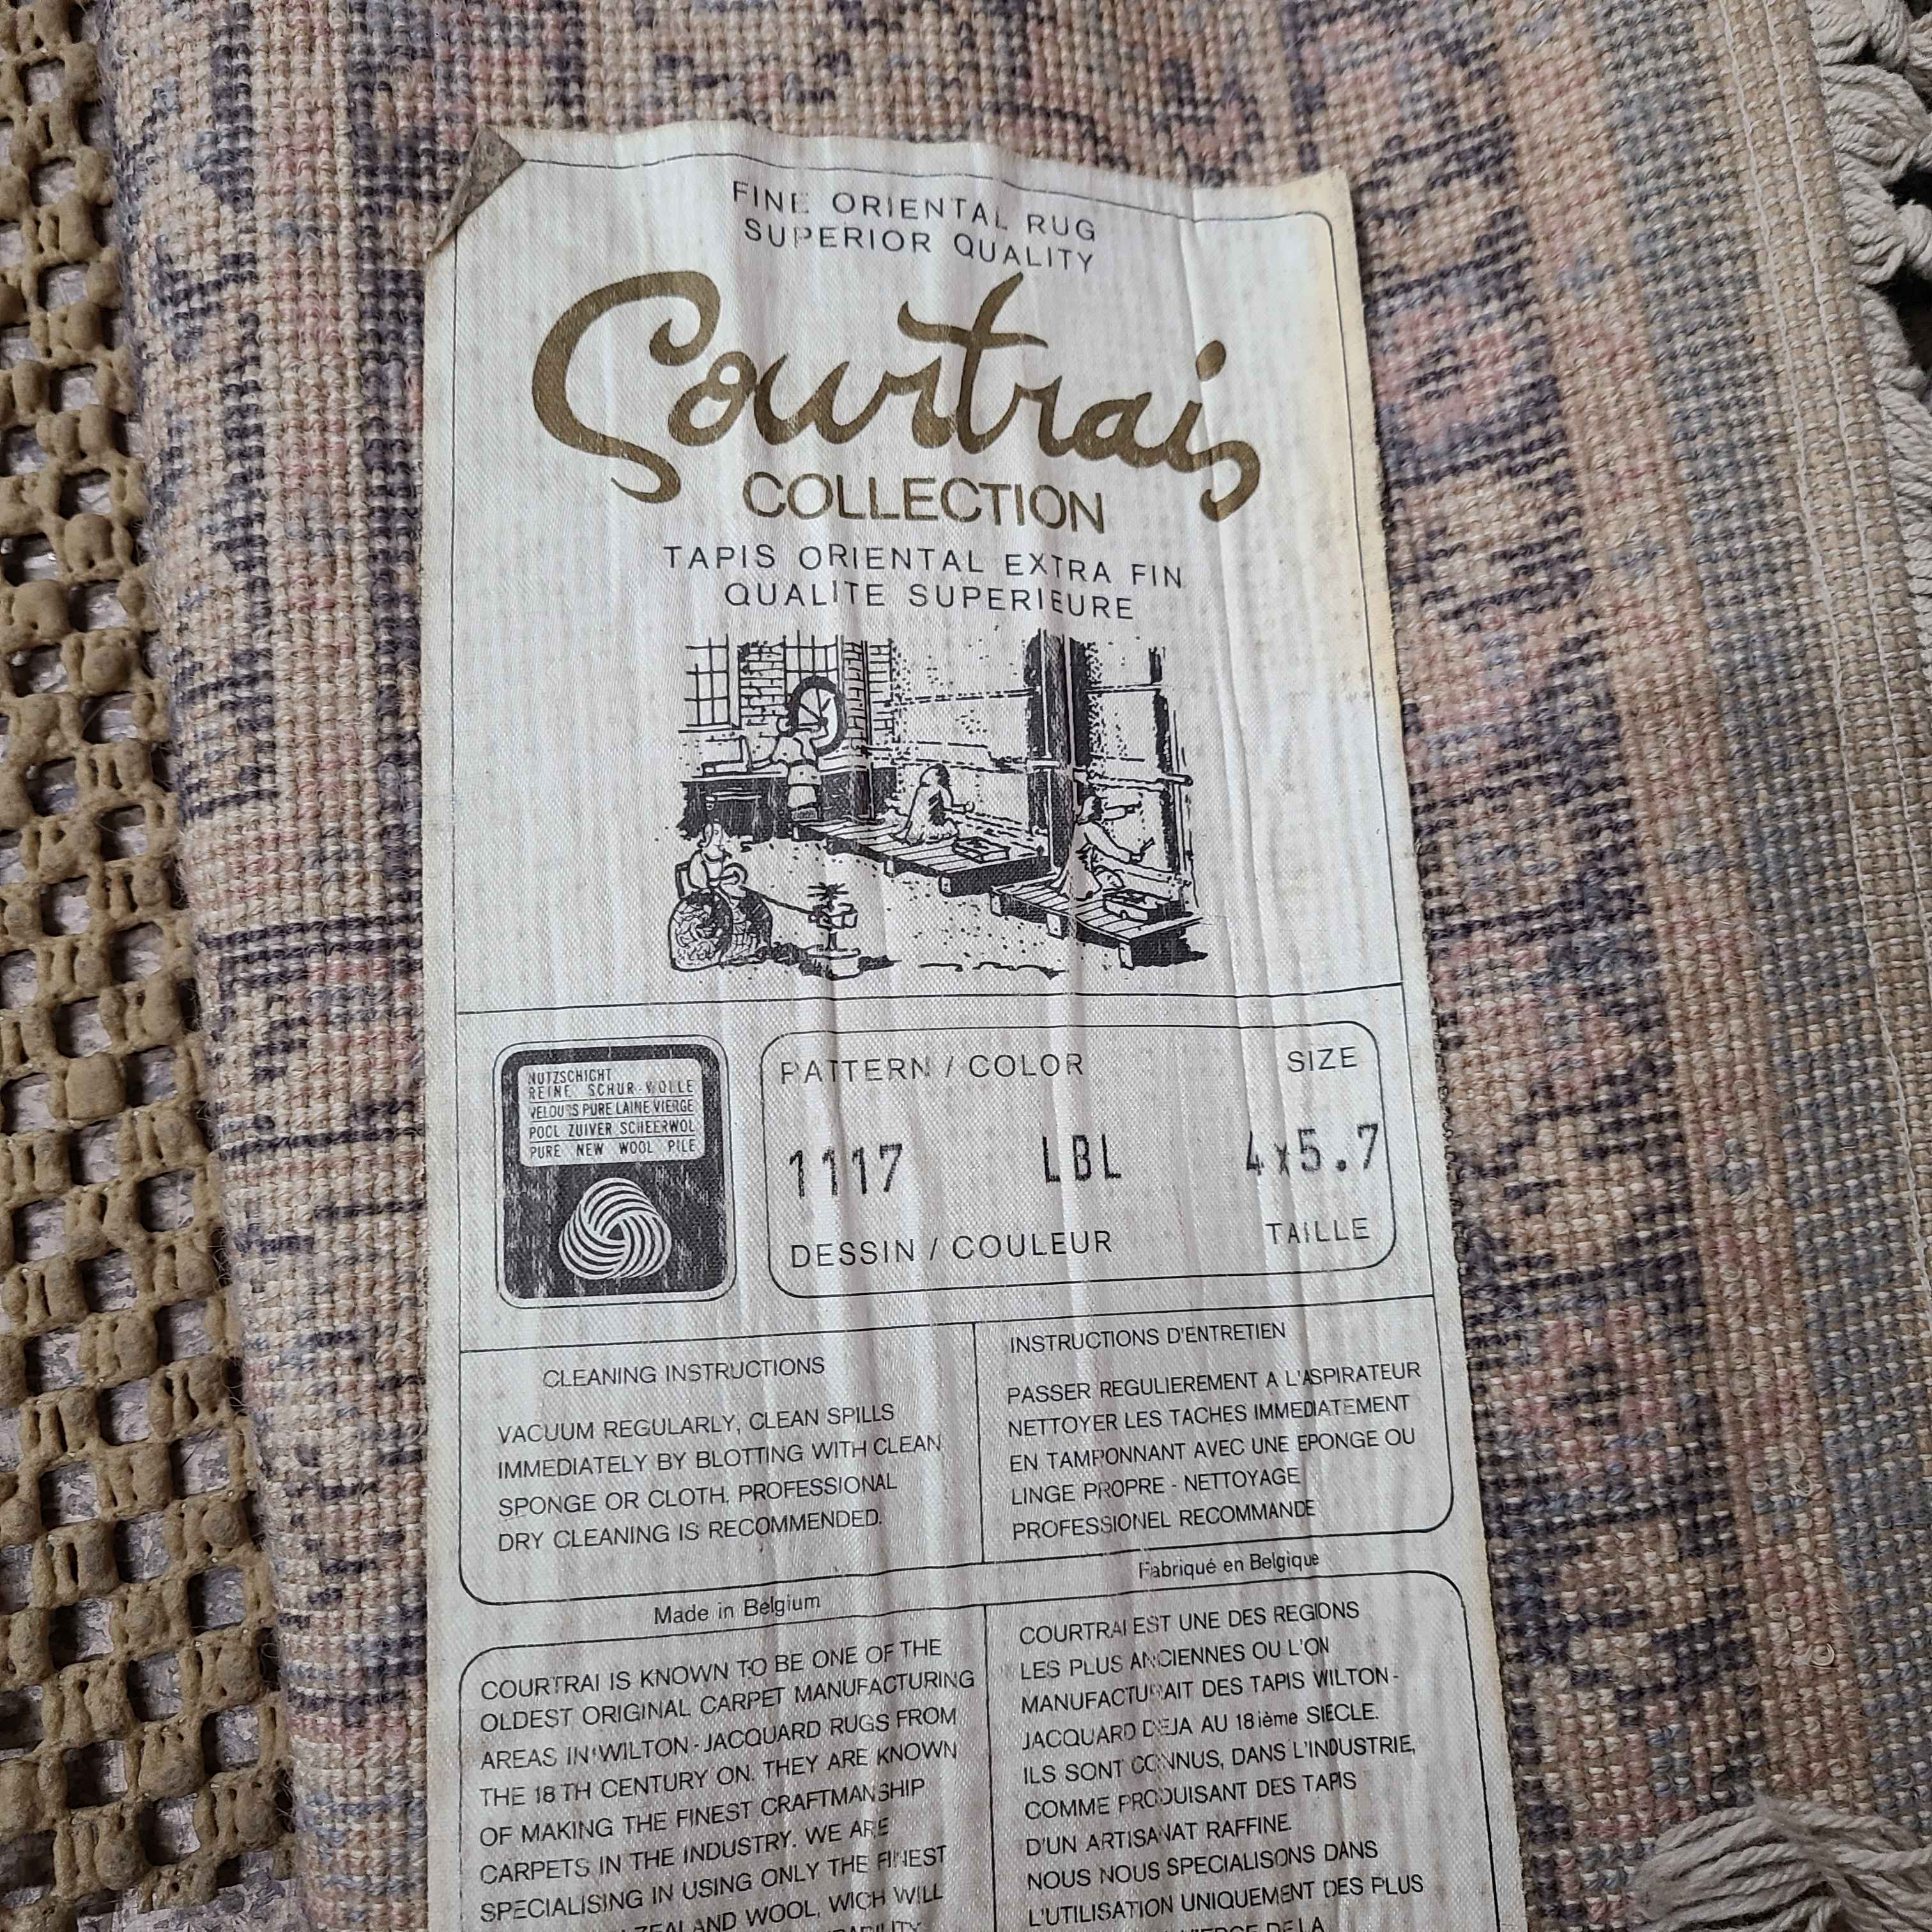 FINE ORIENTAL RUG
SUPERIOR QUALITY
Courtrai
COLLECTION
TAPIS ORIENTAL EXTRA FIN
QUALITE SUPERIEURE
NUTZSCHICHT
REINE SCHUR-WOLLE
VELOURS PURE LAINE VIERGE
POOL ZUIVER SCHEERWOL
PURE NEW WOOL PILE
PATTERN / COLOR SIZE
1117 LBL 4x5.7
DESSIN / COULEUR TAILLE
CLEANING INSTRUCTIONS
VACUUM REGULARLY, CLEAN SPILLS
IMMEDIATELY BY BLOTTING WITH CLEAN
SPONGE OR CLOTH. PROFESSIONAL
DRY CLEANING IS RECOMMENDED.
INSTRUCTIONS D'ENTRETIEN
PASSER REGULIEREMENT A L'ASPIRATEUR
NETTOYER LES TACHES IMMEDIATEMENT
EN TAMPONNANT AVEC UNE EPONGE OU
LINGE PROPRE - NETTOYAGE
PROFESSIONEL RECOMMANDE
Made in Belgium
Fabriqué en Belgique
COURTRAI IS KNOWN TO BE ONE OF THE
OLDEST ORIGINAL CARPET MANUFACTURING
AREAS IN WILTON - JACQUARD RUGS FROM
THE 18 TH CENTURY ON. THEY ARE KNOWN
OF MAKING THE FINEST CRAFTMANSHIP
CARPETS IN THE INDUSTRY. WE ARE
SPECIALISING IN USING ONLY THE FINEST
ZEALAND WOOL, WICH WILL
COURTRAI EST UNE DES REGIONS
LES PLUS ANCIENNES OU L'ON
MANUFACTURAIT DES TAPIS WILTON -
JACQUARD DEJA AU 18 ième SIECLE.
ILS SONT CONNUS, DANS L'INDUSTRIE,
COMME PRODUISANT DES TAPIS
D'UN ARTISANAT RAFFINE.
NOUS NOUS SPECIALISONS DANS
L'UTILISATION UNIQUEMENT DES PLUS
DE LA